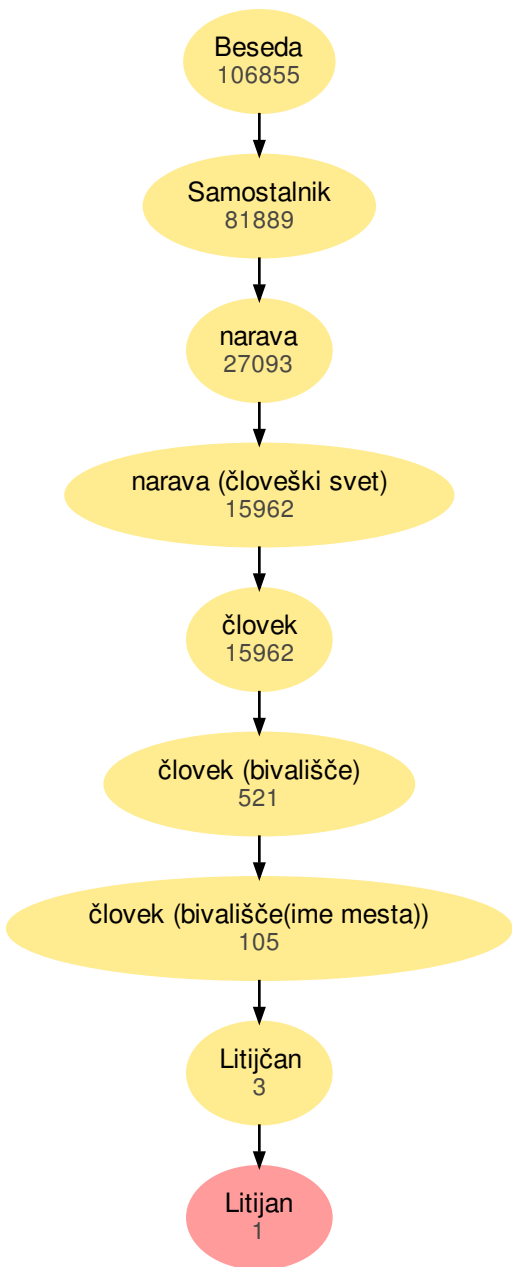 Beseda
106855
Samostalnik
81889
narava
27093
narava (človeški svet)
15962
človek
15962
človek (bivališče)
521
človek (bivališče(ime mesta))
105
Litijčan
3
Litijan
1